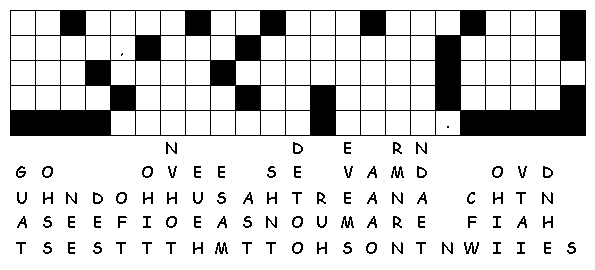 N D E R N
G O O V E E S E V A M D O V D
U H N D O H H U S A H T R E A N A C H T N
A S E E F I O E A S N O U M A R E F I A H
T S E S T T T H M T T O H S O N T N W I I E S